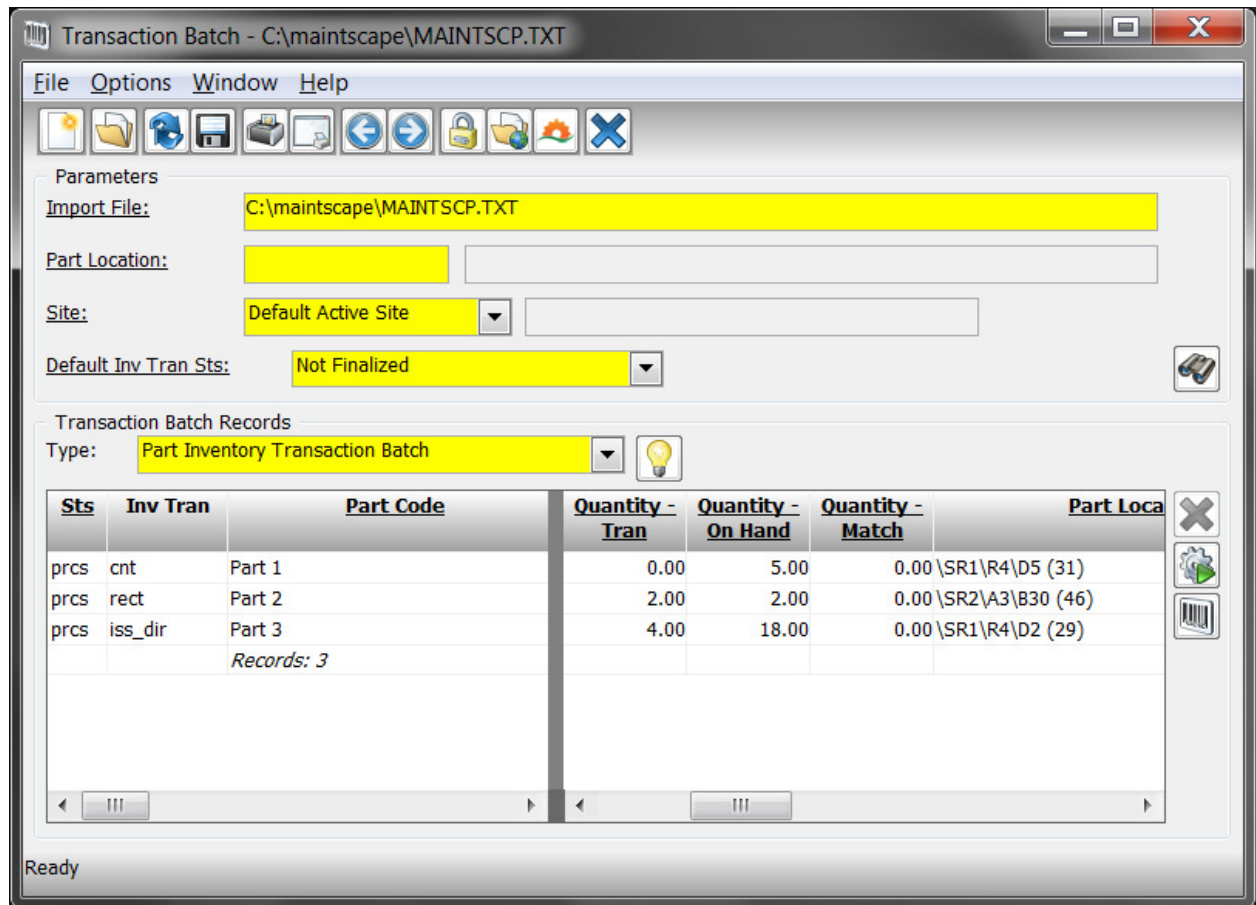 Transaction Batch - C:\maintscape\MAINTSCP.TXT
File Options Window Help
Parameters
Import File: C:\maintscape\MAINTSCP.TXT
Part Location:
Site: Default Active Site
Default Inv Tran Sts: Not Finalized
Transaction Batch Records
Type: Part Inventory Transaction Batch
Sts Inv Tran Part Code Quantity - Tran Quantity - On Hand Quantity - Match Part Loca
prcs cnt Part 1 0.00 5.00 0.00 \SR1\R4\D5 (31)
prcs rect Part 2 2.00 2.00 0.00 \SR2\A3\B30 (46)
prcs iss_dir Part 3 4.00 18.00 0.00 \SR1\R4\D2 (29)
Records: 3
Ready